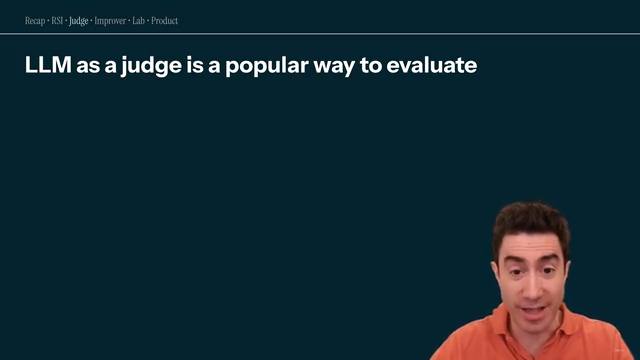 Recap • RSI • Judge • Improver • Lab • Product
LLM as a judge is a popular way to evaluate